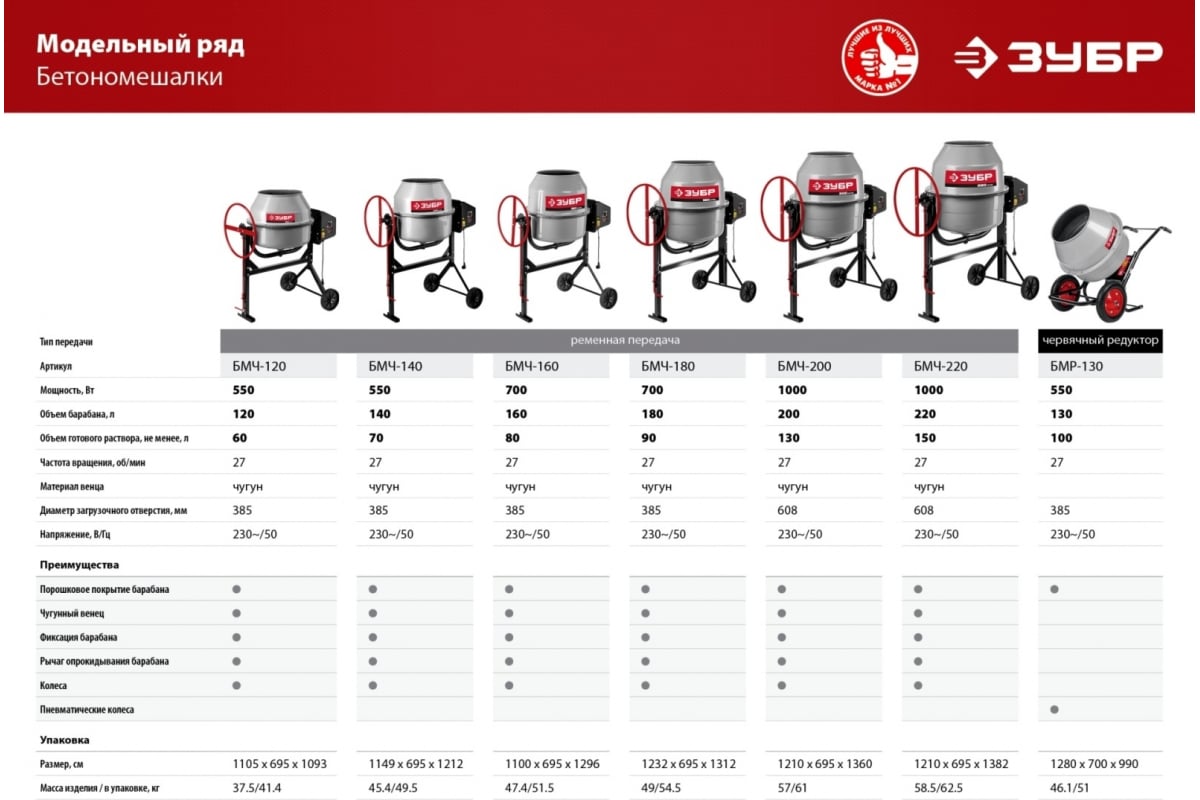 Модельный ряд
Бетономешалки
ЛУЧШИЕ ИЗ ЛУЧШИХ
МАРКА №1
ЗУБР
ЗУБР
ЗУБР
ЗУБР
ЗУБР
ЗУБР
ЗУБР
ЗУБР
Тип передачи ременная передача червячный редуктор
Артикул БМЧ-120 БМЧ-140 БМЧ-160 БМЧ-180 БМЧ-200 БМЧ-220 БМР-130
Мощность, Вт 550 550 700 700 1000 1000 550
Объем барабана, л 120 140 160 180 200 220 130
Объем готового раствора, не менее, л 60 70 80 90 130 150 100
Частота вращения, об/мин 27 27 27 27 27 27 27
Материал венца чугун чугун чугун чугун чугун чугун
Диаметр загрузочного отверстия, мм 385 385 385 385 608 608 385
Напряжение, В/Гц 230~/50 230~/50 230~/50 230~/50 230~/50 230~/50 230~/50
Преимущества
Порошковое покрытие барабана
Чугунный венец
Фиксация барабана
Рычаг опрокидывания барабана
Колеса
Пневматические колеса
Упаковка
Размер, см 1105 x 695 x 1093 1149 x 695 x 1212 1100 x 695 x 1296 1232 x 695 x 1312 1210 x 695 x 1360 1210 x 695 x 1382 1280 x 700 x 990
Масса изделия / в упаковке, кг 37.5/41.4 45.4/49.5 47.4/51.5 49/54.5 57/61 58.5/62.5 46.1/51